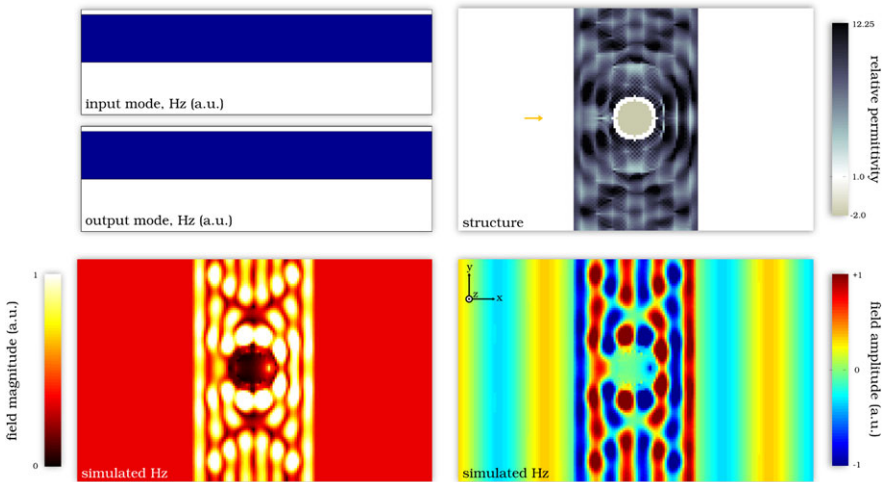 input mode, Hz (a.u.)
output mode, Hz (a.u.)
structure
12.25
1.0
-2.0
relative permittivity
field magnitude (a.u.)
1
0
simulated Hz
y
z
x
simulated Hz
+1
0
-1
field amplitude (a.u.)